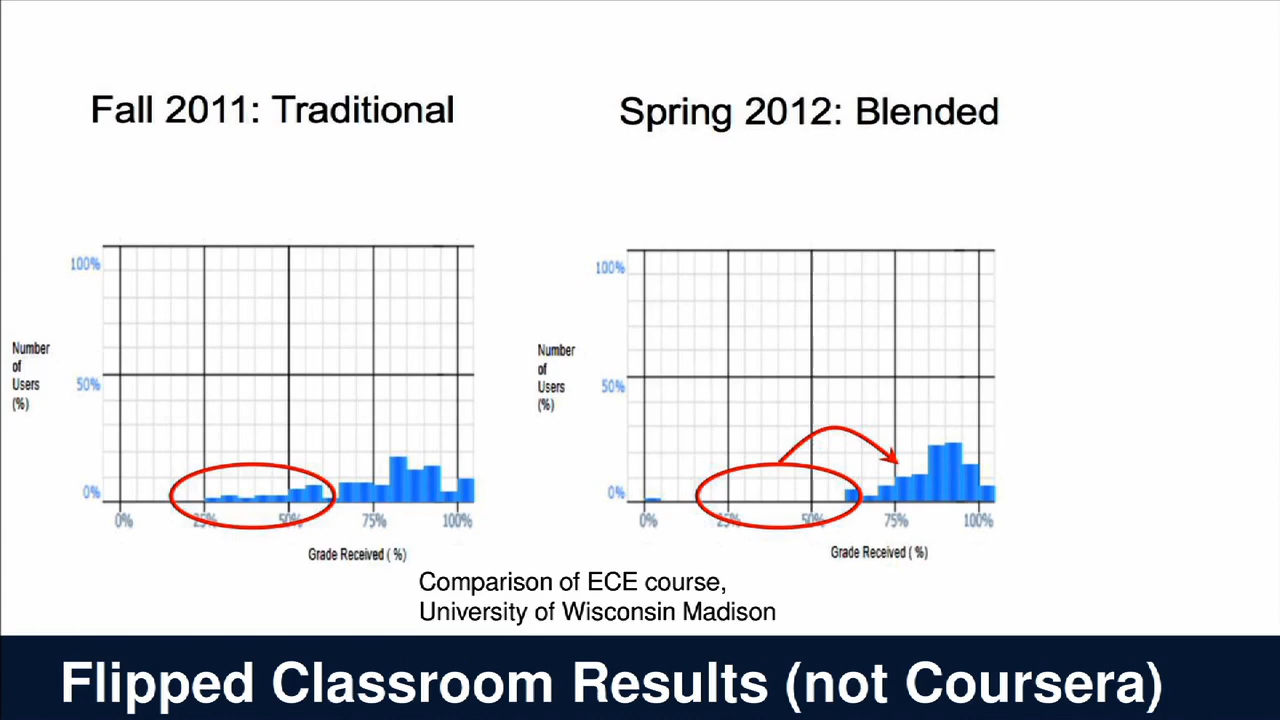 Fall 2011: Traditional
Spring 2012: Blended
100%
Number
of
Users
(%)
50%
0%
0%
25%
50%
75%
100%
Grade Received ( %)
100%
Number
of
Users
(%)
50%
0%
0%
25%
50%
75%
100%
Grade Received ( %)
Comparison of ECE course,
University of Wisconsin Madison
Flipped Classroom Results (not Coursera)